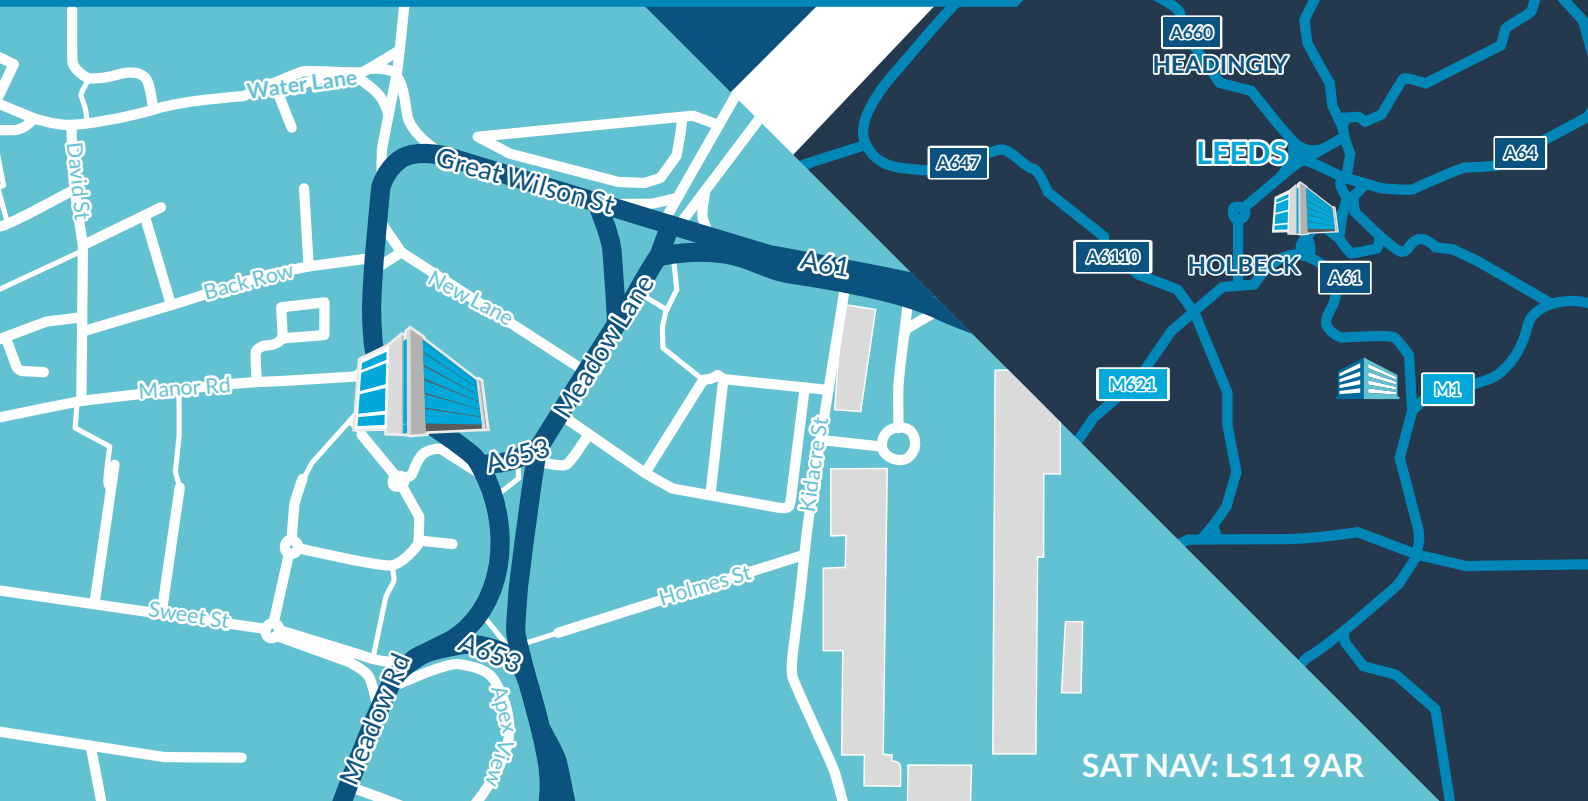 A660
HEADINGLY
Water Lane
LEEDS
A64
A647
David St
Great Wilson St
A6110
HOLBECK
A61
A61
Back Row
New Lane
Meadow Lane
Manor Rd
M621
M1
A653
Kidacre St
Holmes St
Sweet St
A653
Meadow Rd
Apex View
SAT NAV: LS11 9AR